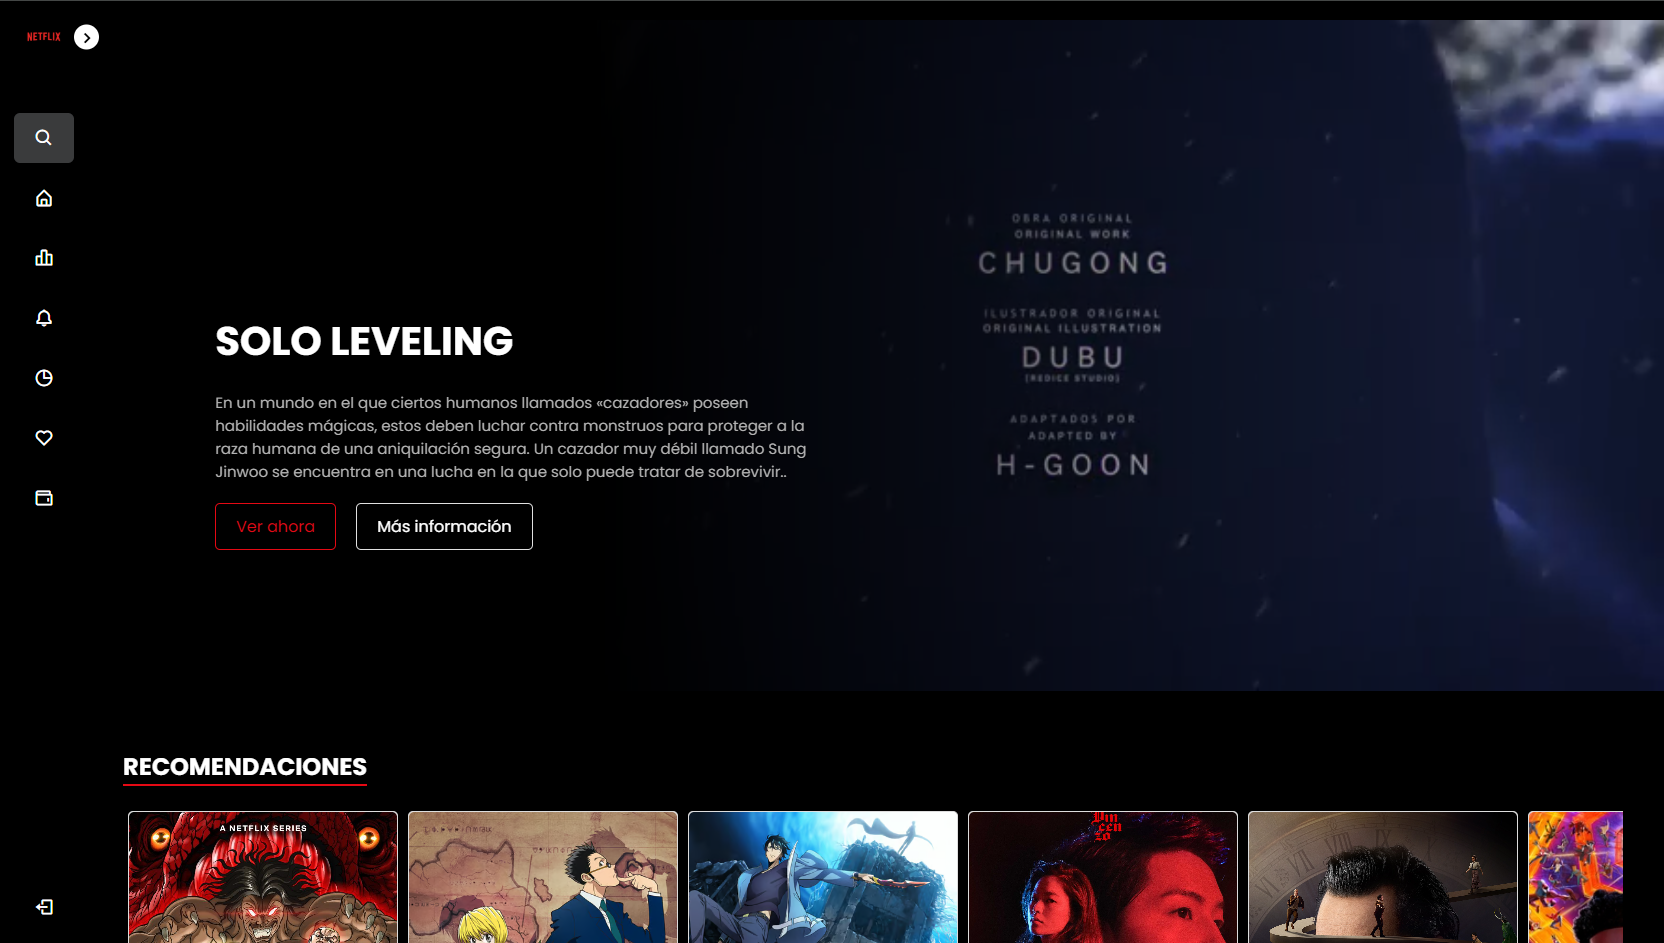 NETFLIX
OBRA ORIGINAL
ORIGINAL WORK
CHUGONG
ILUSTRADOR ORIGINAL
ORIGINAL ILLUSTRATION
DUBU
[REDICE STUDIO]
ADAPTADOS POR
ADAPTED BY
H-GOON
SOLO LEVELING
En un mundo en el que ciertos humanos llamados «cazadores» poseen
habilidades mágicas, estos deben luchar contra monstruos para proteger a la
raza humana de una aniquilación segura. Un cazador muy débil llamado Sung
Jinwoo se encuentra en una lucha en la que solo puede tratar de sobrevivir..
Ver ahora
Más información
RECOMENDACIONES
A NETFLIX SERIES
Vin
cen
zo